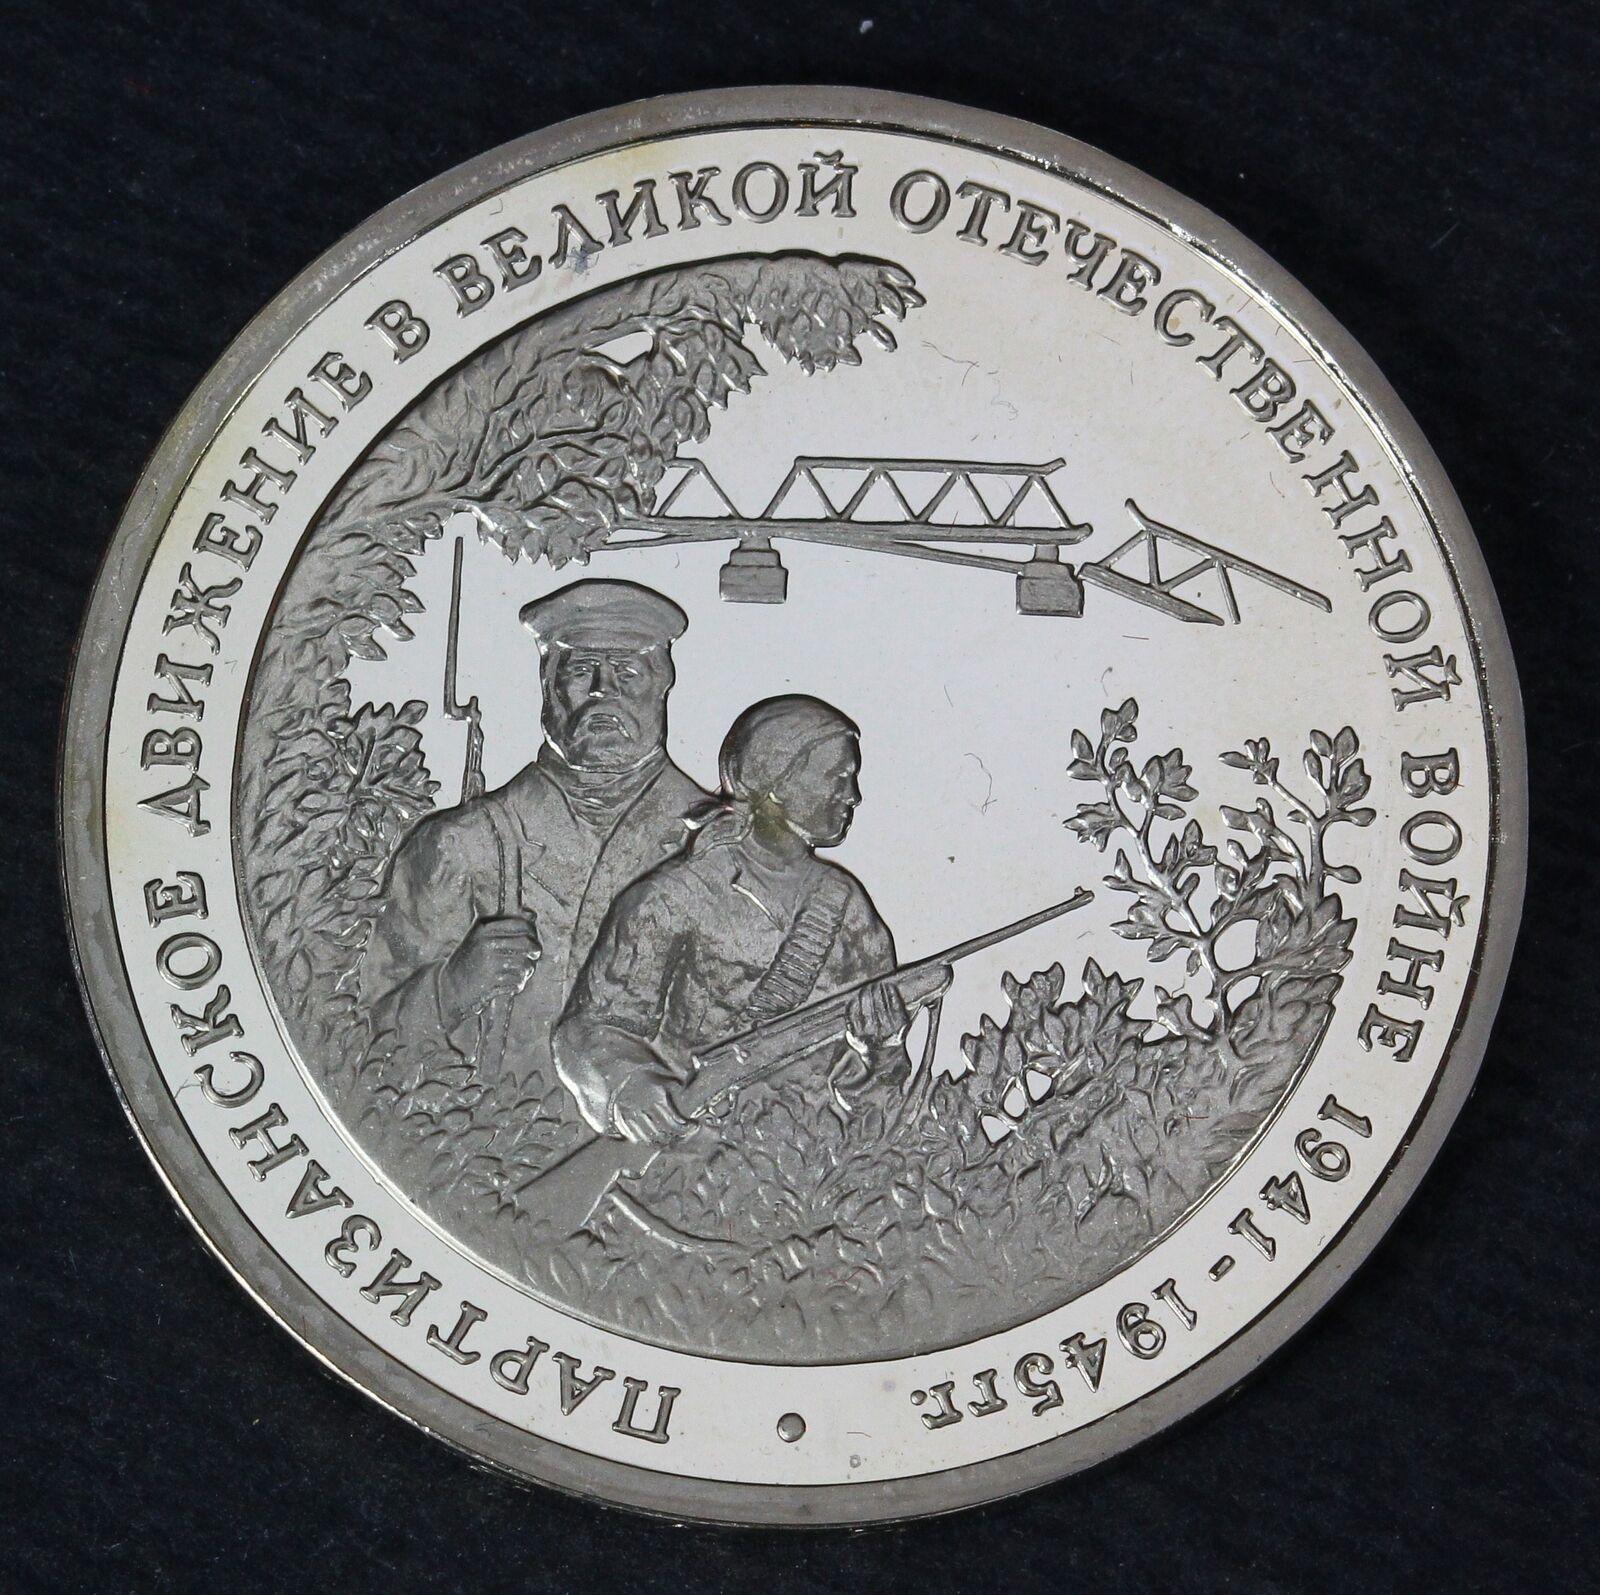 ПАРТИЗАНСКОЕ ДВИЖЕНИЕ В ВЕЛИКОЙ ОТЕЧЕСТВЕННОЙ ВОЙНЕ 1941-1945гг. •